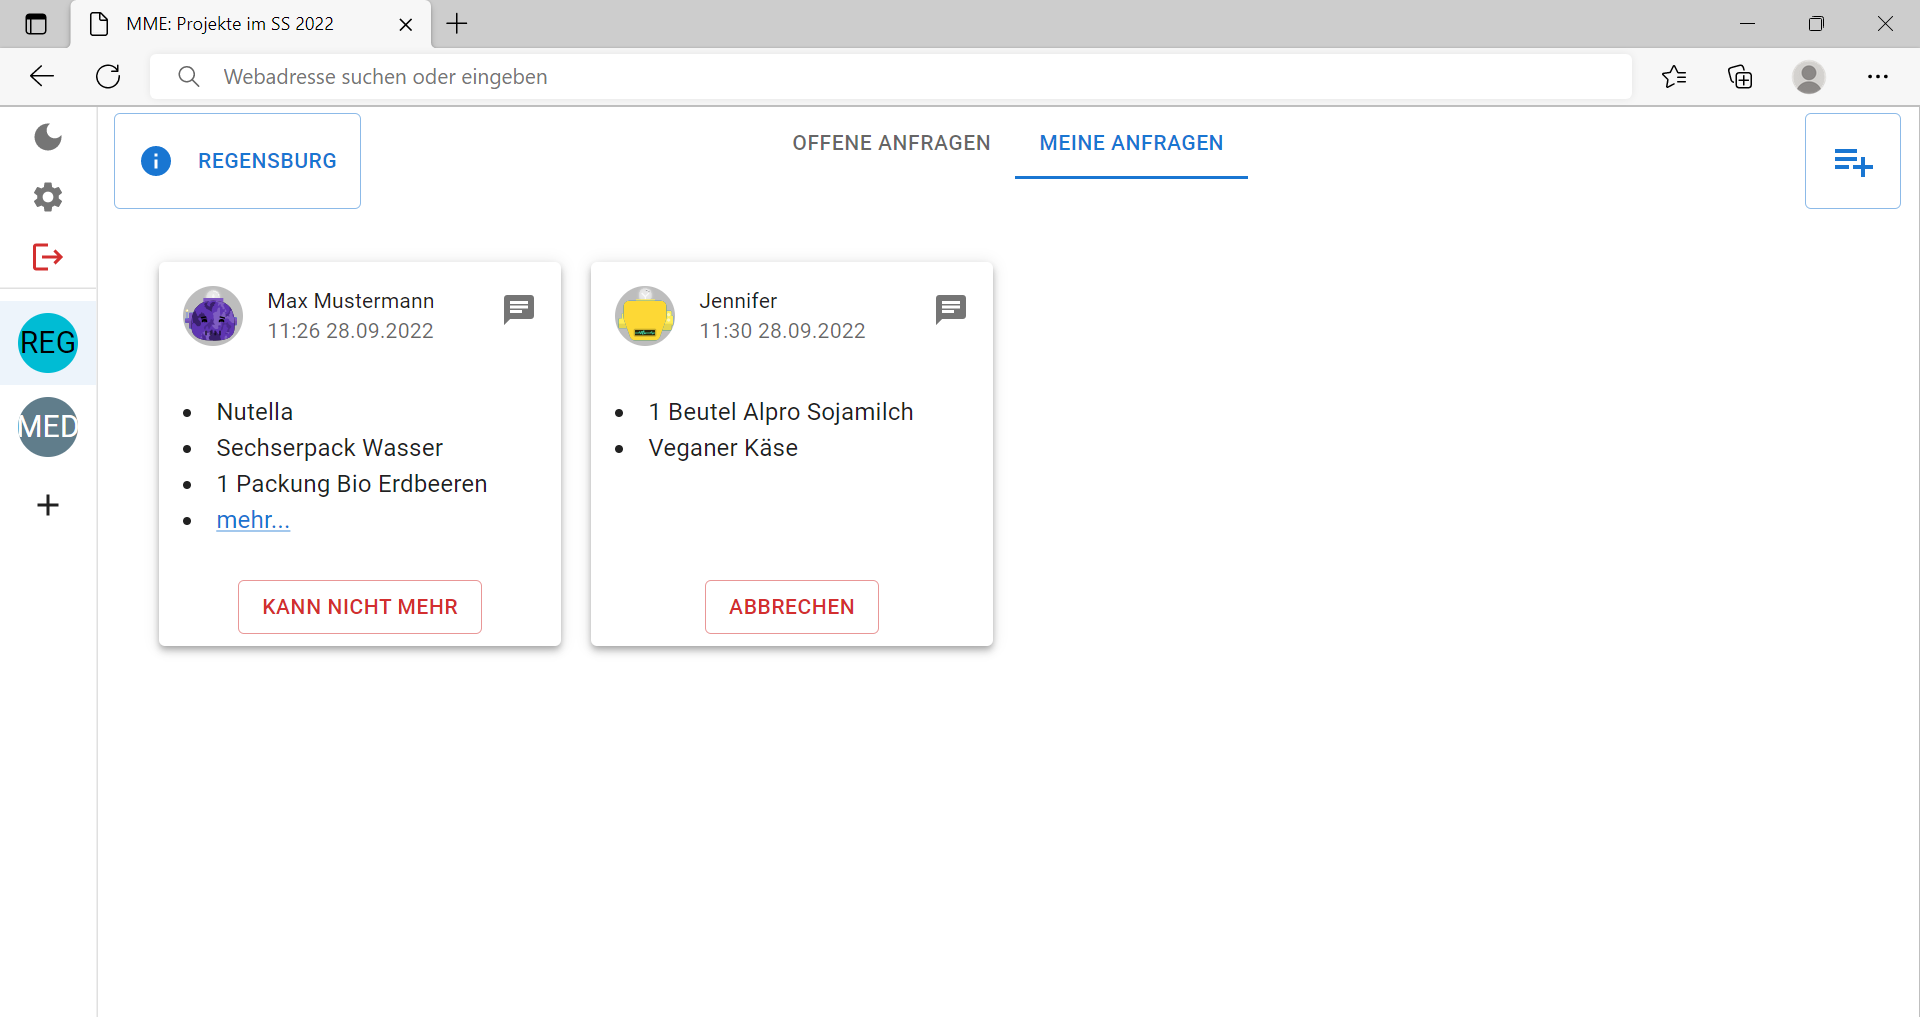 MME: Projekte im SS 2022
Webadresse suchen oder eingeben
REGENSBURG
OFFENE ANFRAGEN
MEINE ANFRAGEN
REG
MED
Max Mustermann
11:26 28.09.2022
Nutella
Sechserpack Wasser
1 Packung Bio Erdbeeren
mehr...
KANN NICHT MEHR
Jennifer
11:30 28.09.2022
1 Beutel Alpro Sojamilch
Veganer Käse
ABBRECHEN